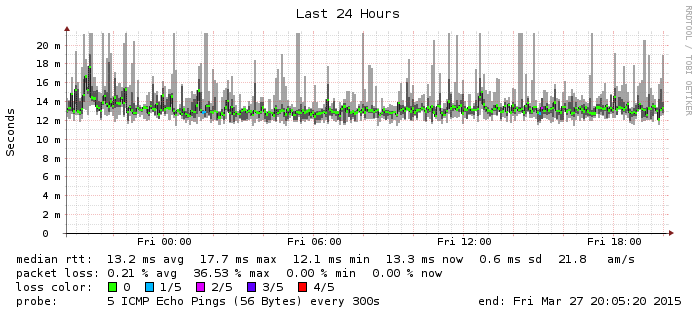 Last 24 Hours
RRDTOOL / TOBI OETIKER
Seconds
20 m
18 m
16 m
14 m
12 m
10 m
8 m
6 m
4 m
2 m
0
Fri 00:00 Fri 06:00 Fri 12:00 Fri 18:00
median rtt: 13.2 ms avg 17.7 ms max 12.1 ms min 13.3 ms now 0.6 ms sd 21.8 am/s
packet loss: 0.21 % avg 36.53 % max 0.00 % min 0.00 % now
loss color: 0 1/5 2/5 3/5 4/5
probe: 5 ICMP Echo Pings (56 Bytes) every 300s end: Fri Mar 27 20:05:20 2015